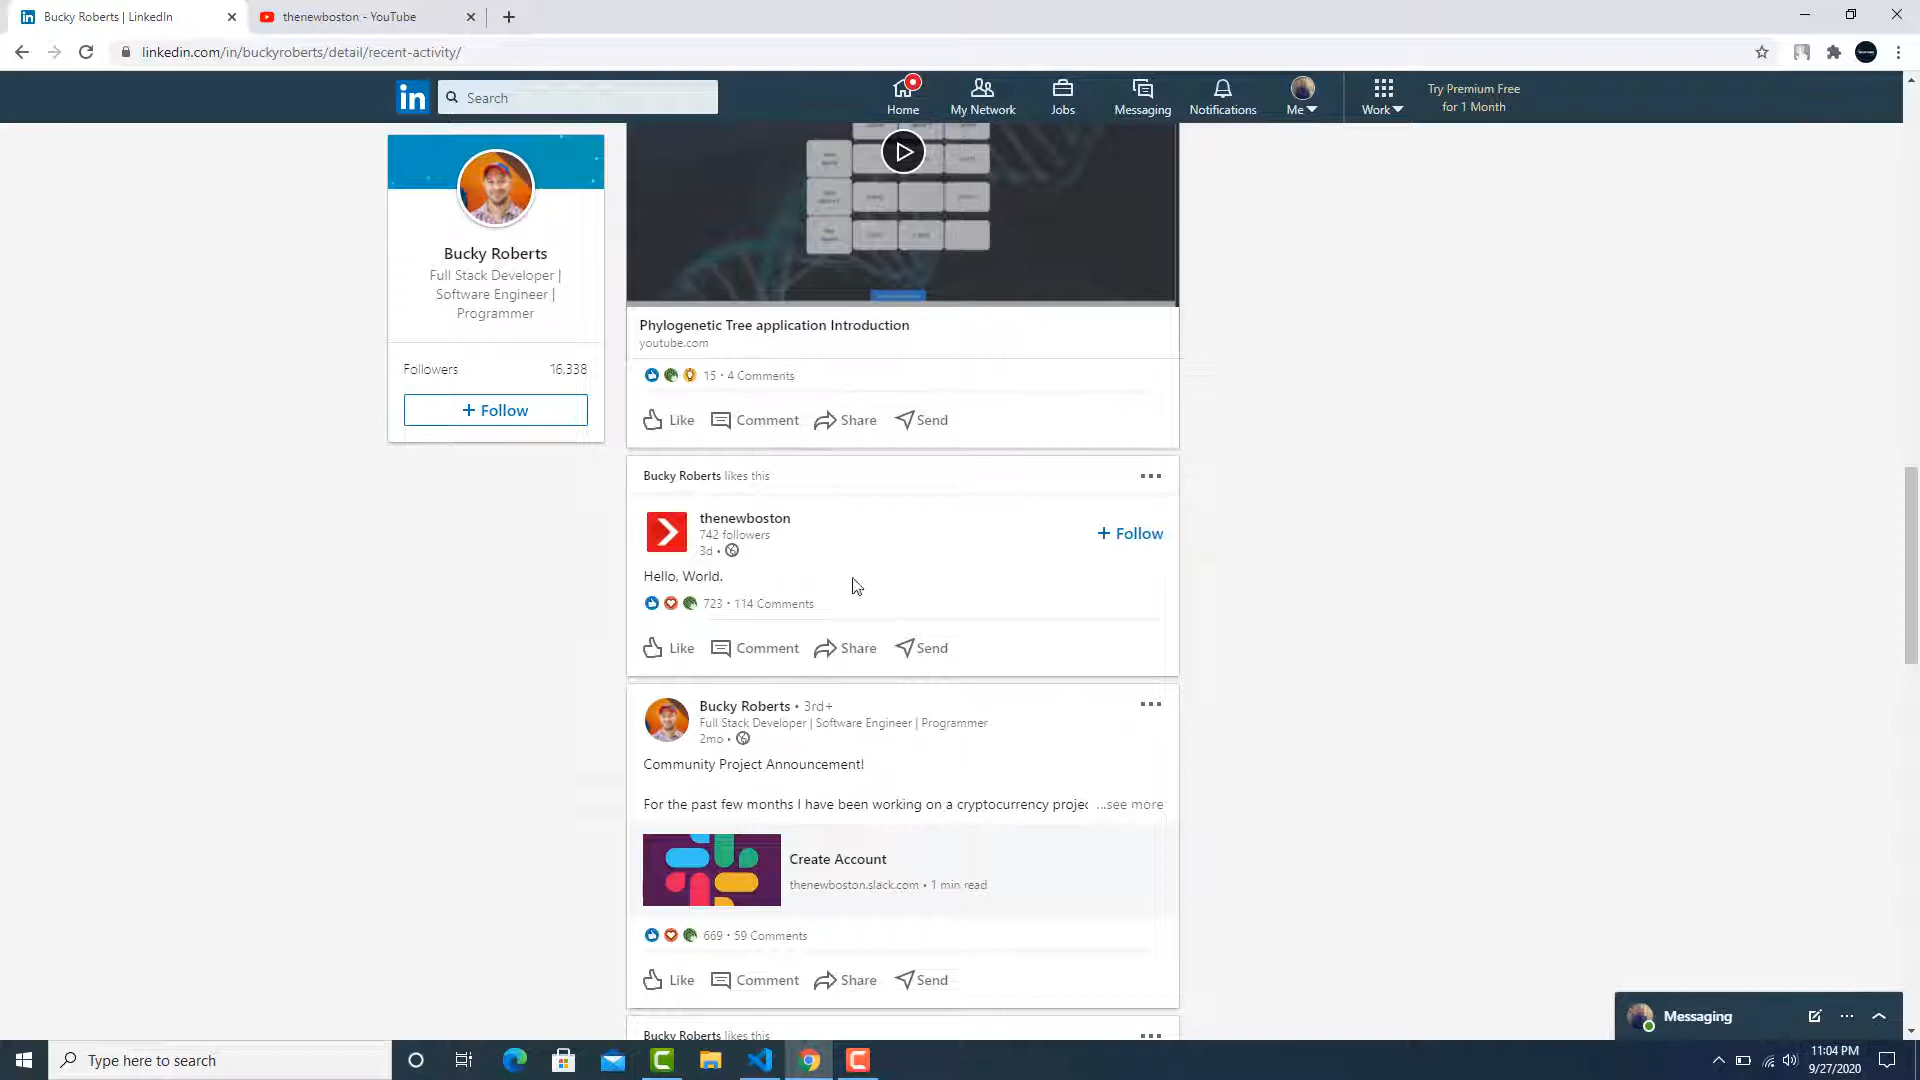 Bucky Roberts | LinkedIn
thenewboston - YouTube
linkedin.com/in/buckyroberts/detail/recent-activity/
in
Search
Home
My Network
Jobs
Messaging
Notifications
Me
Work
Try Premium Free
for 1 Month
Bucky Roberts
Full Stack Developer |
Software Engineer |
Programmer
Followers 16,338
+ Follow
Phylogenetic Tree application Introduction
youtube.com
15 • 4 Comments
Like Comment Share Send
Bucky Roberts likes this
thenewboston
742 followers
3d •
+ Follow
Hello, World.
723 • 114 Comments
Like Comment Share Send
Bucky Roberts • 3rd+
Full Stack Developer | Software Engineer | Programmer
2mo •
Community Project Announcement!
For the past few months I have been working on a cryptocurrency projec ...see more
Create Account
thenewboston.slack.com • 1 min read
669 • 59 Comments
Like Comment Share Send
Bucky Roberts likes this
Messaging
Type here to search
11:04 PM
9/27/2020